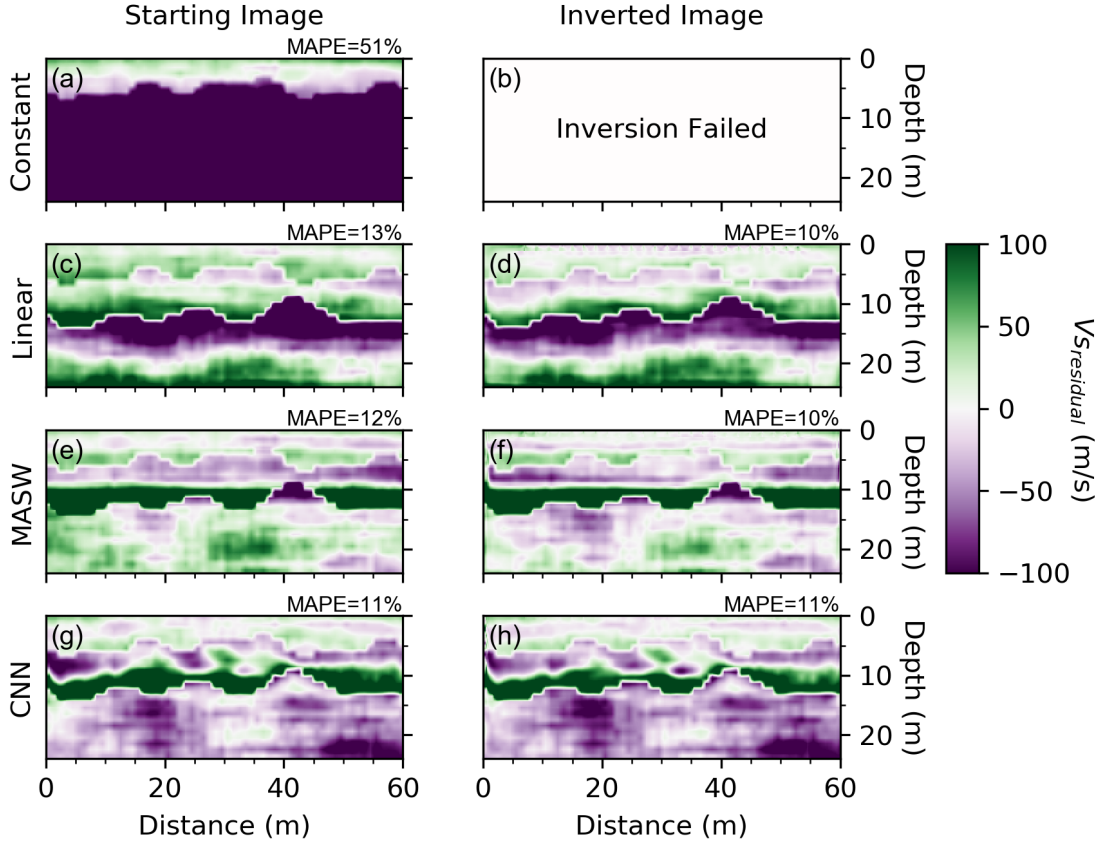 Starting Image
Inverted Image
MAPE=51%
Constant
(a)
(b)
Inversion Failed
0
10
20
Depth (m)
MAPE=13%
MAPE=10%
Linear
(c)
(d)
0
10
20
Depth (m)
MAPE=12%
MAPE=10%
MASW
(e)
(f)
0
10
20
Depth (m)
MAPE=11%
MAPE=11%
CNN
(g)
(h)
0
10
20
Depth (m)
0 20 40 60
0 20 40 60
Distance (m)
Distance (m)
100
50
0
−50
−100
Vs residual (m/s)